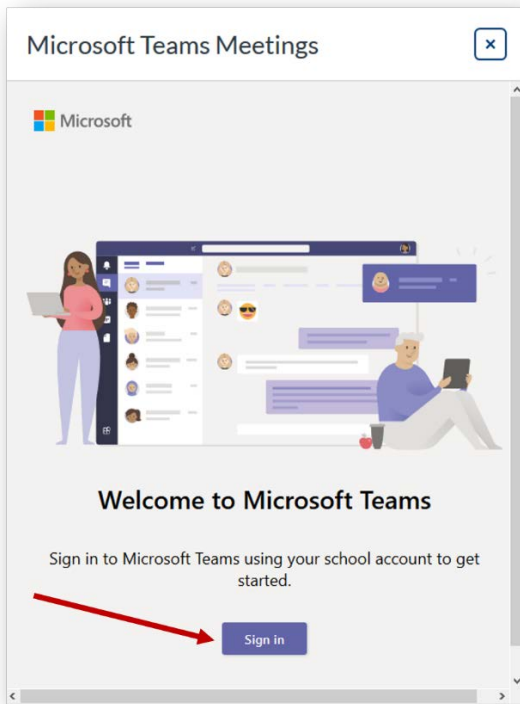 Microsoft Teams Meetings
Microsoft
Welcome to Microsoft Teams
Sign in to Microsoft Teams using your school account to get
started.
Sign in